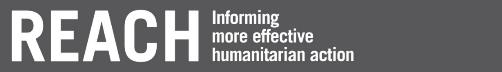 REACH
Informing
more effective
humanitarian action